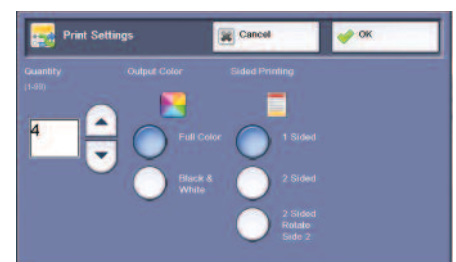 Print Settings
Cancel
OK
Quantity
Output Color
Sided Printing
(1-99)
4
Full Color
1 Sided
Black &
White
2 Sided
2 Sided
Rotate
Side 2